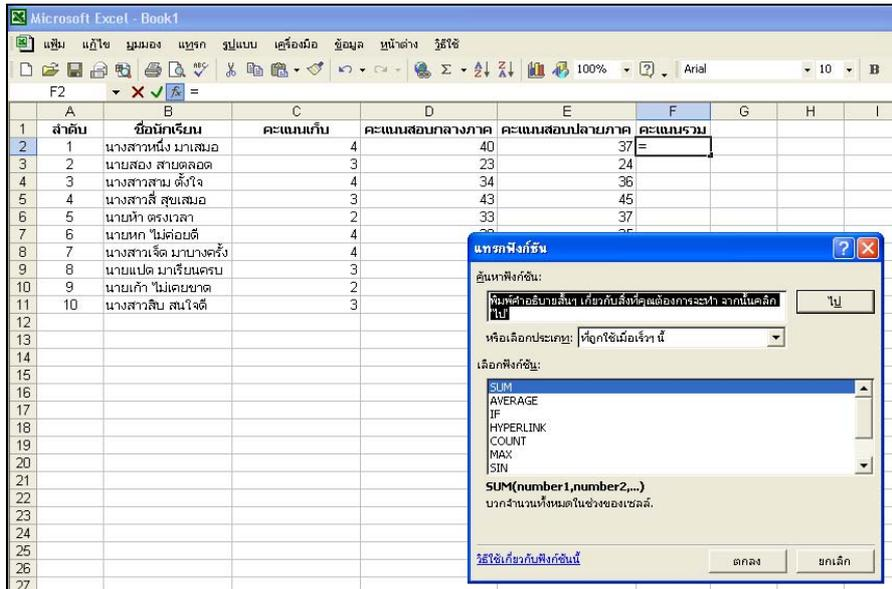 Microsoft Excel - Book1
แฟ้ม แก้ไข มุมมอง แทรก รูปแบบ เครื่องมือ ข้อมูล หน้าต่าง วิธีใช้
100% Arial 10 B
F2 =
A B C D E F G H I
1 ลำดับ ชื่อนักเรียน คะแนนเก็บ คะแนนสอบกลางภาค คะแนนสอบปลายภาค คะแนนรวม
2 1 นางสาวหนึ่ง มาเสมอ 4 40 37 =
3 2 นายสอง สายตลอด 3 23 24
4 3 นางสาวสาม ตั้งใจ 4 34 36
5 4 นางสาวสี่ สุขเสมอ 3 43 45
6 5 นายห้า ตรงเวลา 2 33 37
7 6 นายหก ไม่ค่อยดี 4
8 7 นางสาวเจ็ด มาบางครั้ง 4
9 8 นายแปด มาเรียนครบ 3
10 9 นายเก้า ไม่เคยขาด 2
11 10 นางสาวสิบ สนใจดี 3
12
13
14
15
16
17
18
19
20
21
22
23
24
25
26
27
แทรกฟังก์ชัน
ค้นหาฟังก์ชัน:
พิมพ์คำอธิบายสั้นๆ เกี่ยวกับสิ่งที่คุณต้องการจะทำ จากนั้นคลิก
"ไป"
ไป
หรือเลือกประเภท: ที่ถูกใช้เมื่อเร็วๆ นี้
เลือกฟังก์ชัน:
SUM
AVERAGE
IF
HYPERLINK
COUNT
MAX
SIN
SUM(number1,number2,...)
บวกจำนวนทั้งหมดในช่วงของเซลล์.
วิธีใช้เกี่ยวกับฟังก์ชันนี้
ตกลง ยกเลิก